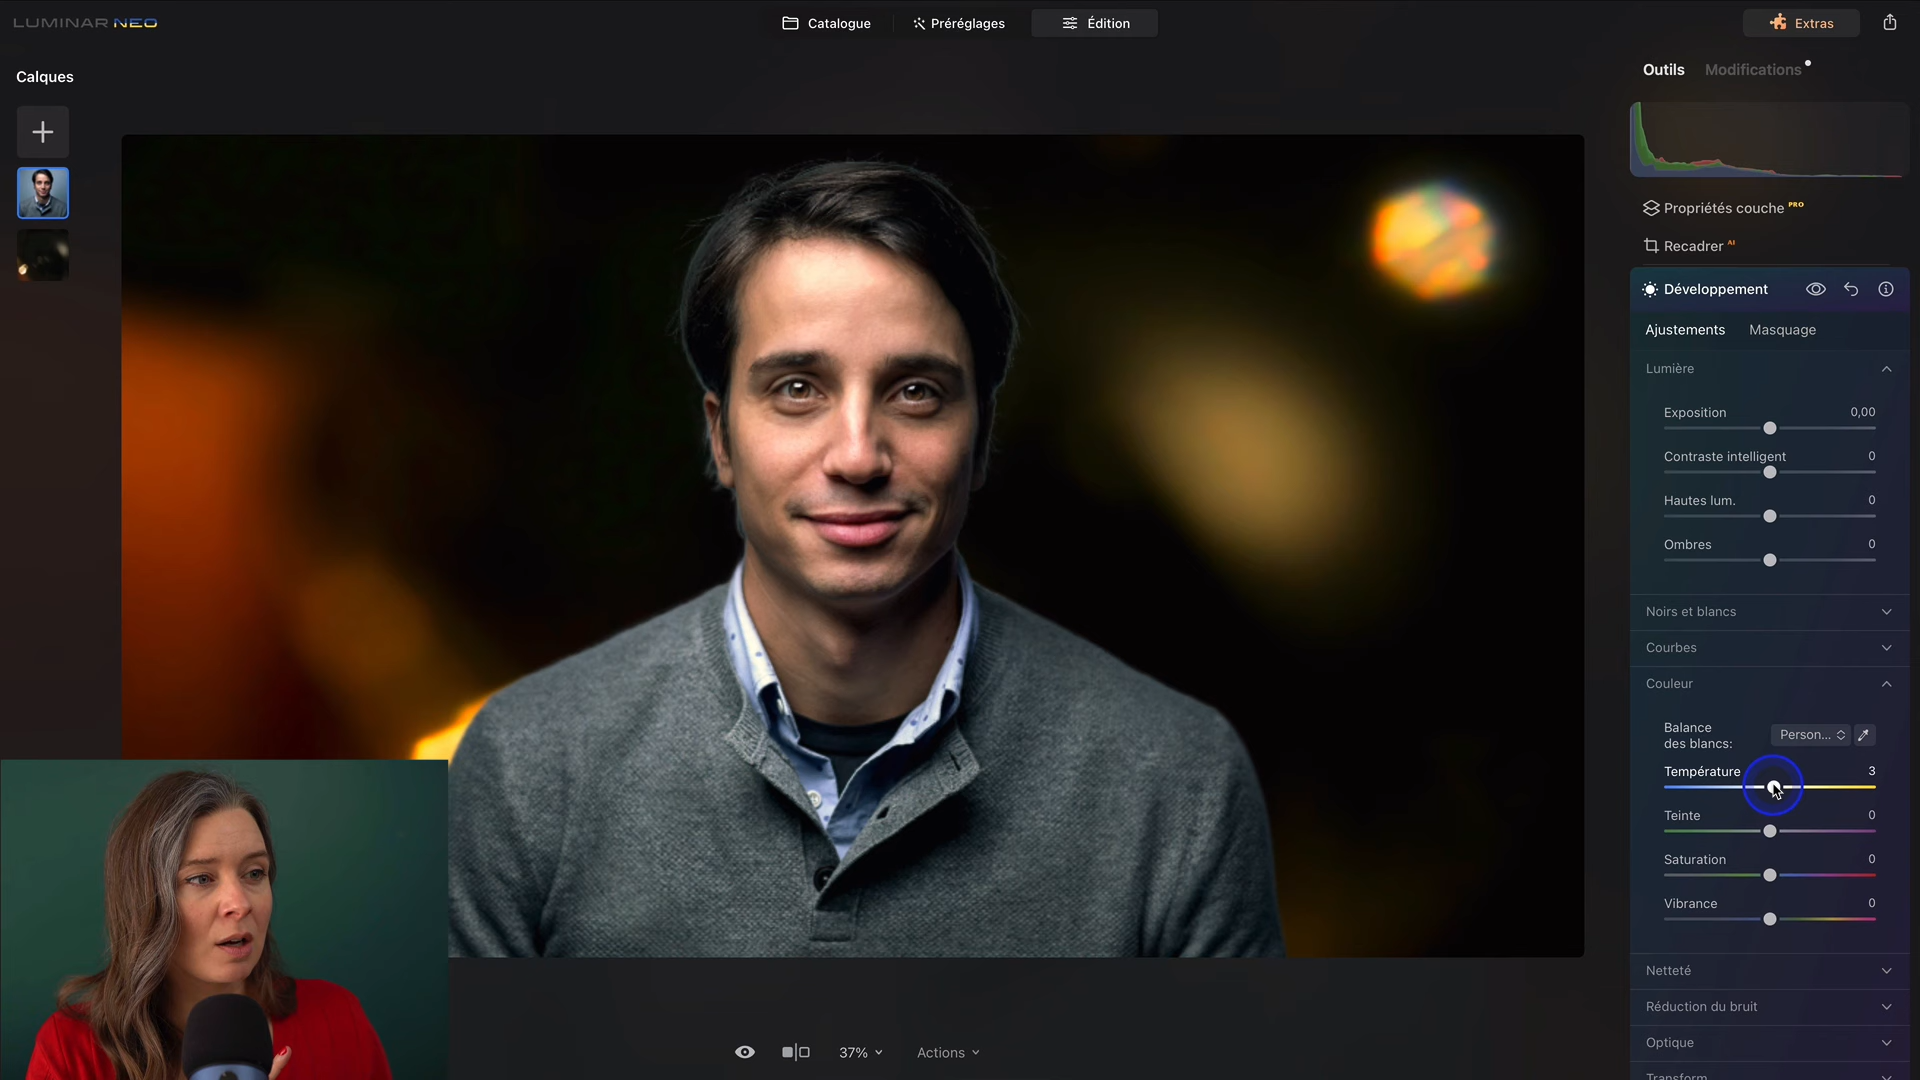 LUMINAR NEO
Catalogue
Préréglages
Édition
Extras
Calques
Outils
Modifications
Propriétés couche PRO
Recadrer AI
Développement
Ajustements
Masquage
Lumière
Exposition
0,00
Contraste intelligent
0
Hautes lum.
0
Ombres
0
Noirs et blancs
Courbes
Couleur
Balance
des blancs:
Person...
Température
3
Teinte
0
Saturation
0
Vibrance
0
Netteté
Réduction du bruit
Optique
Transform
37%
Actions